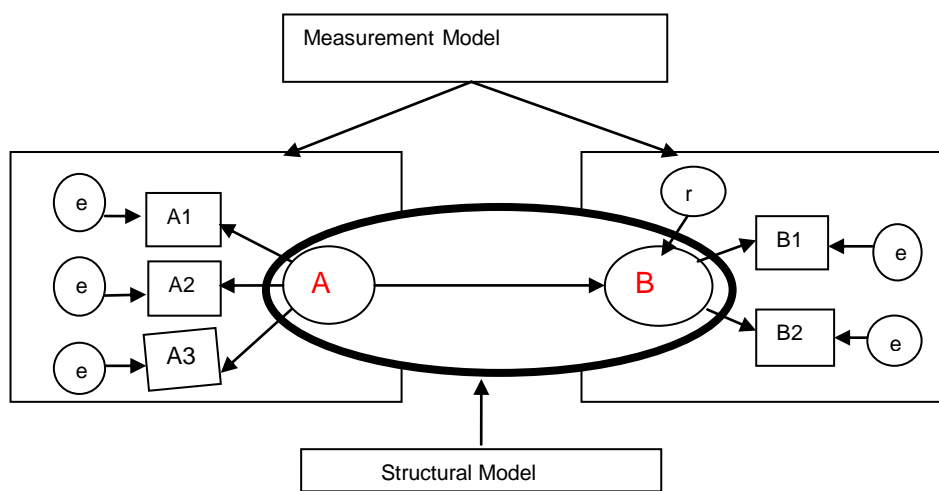 Measurement Model
e
A1
r
B1
e
e
A2
A
B
e
A3
B2
e
e
Structural Model